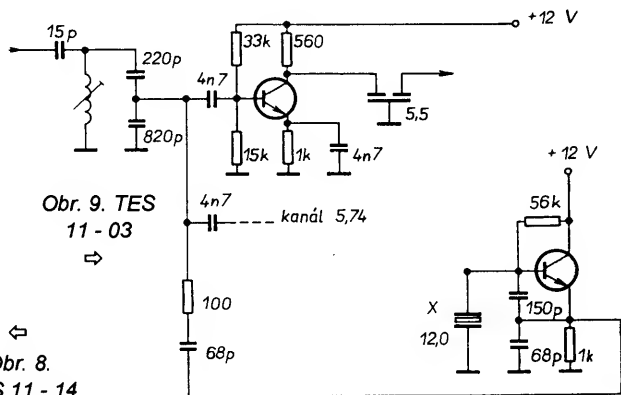 15p
33k
560
+12 V
220p
4n7
5,5
820p
15k
1k
4n7
+12 V
Obr. 9. TES
11 - 03
⇨
4n7
kanál 5,74
56k
100
X
12,0
150p
⇦
68p
68p
1k
br. 8.
S 11 - 14